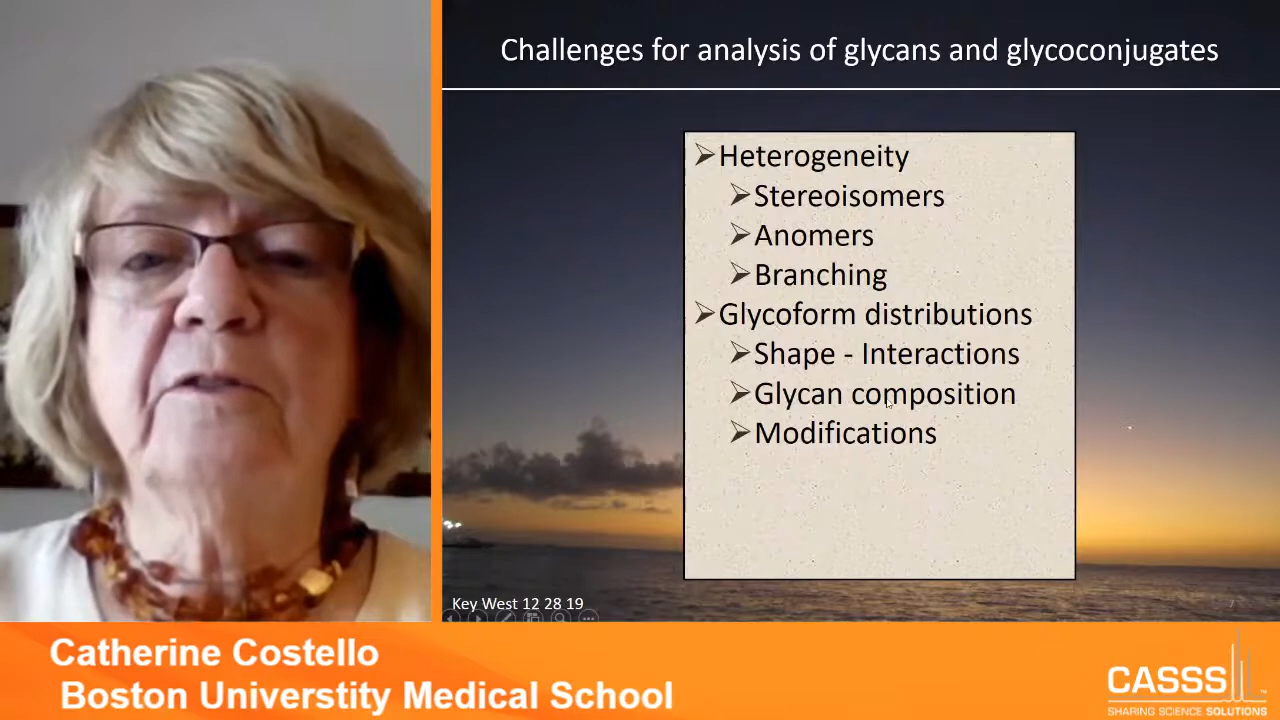 Challenges for analysis of glycans and glycoconjugates
➢Heterogeneity
➢Stereoisomers
➢Anomers
➢Branching
➢Glycoform distributions
➢Shape - Interactions
➢Glycan composition
➢Modifications
Key West 12 28 19
Catherine Costello
Boston Universtity Medical School
CASSS
SHARING SCIENCE SOLUTIONS